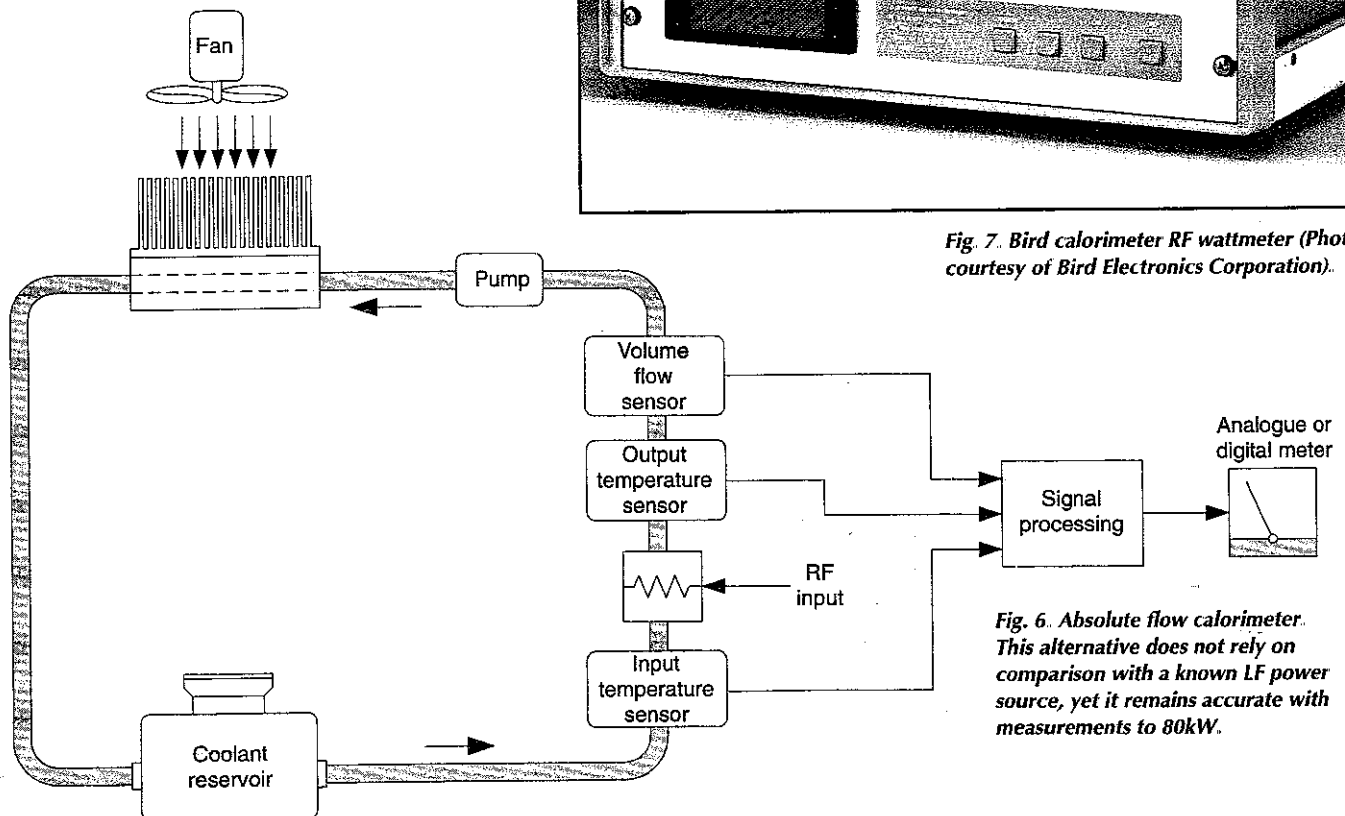 Fan
Fig. 7. Bird calorimeter RF wattmeter (Phot
courtesy of Bird Electronics Corporation).
Pump
Volume
flow
sensor
Output
temperature
sensor
Analogue or
digital meter
Signal
processing
RF
input
Input
temperature
sensor
Fig. 6. Absolute flow calorimeter.
This alternative does not rely on
comparison with a known LF power
source, yet it remains accurate with
measurements to 80kW.
Coolant
reservoir